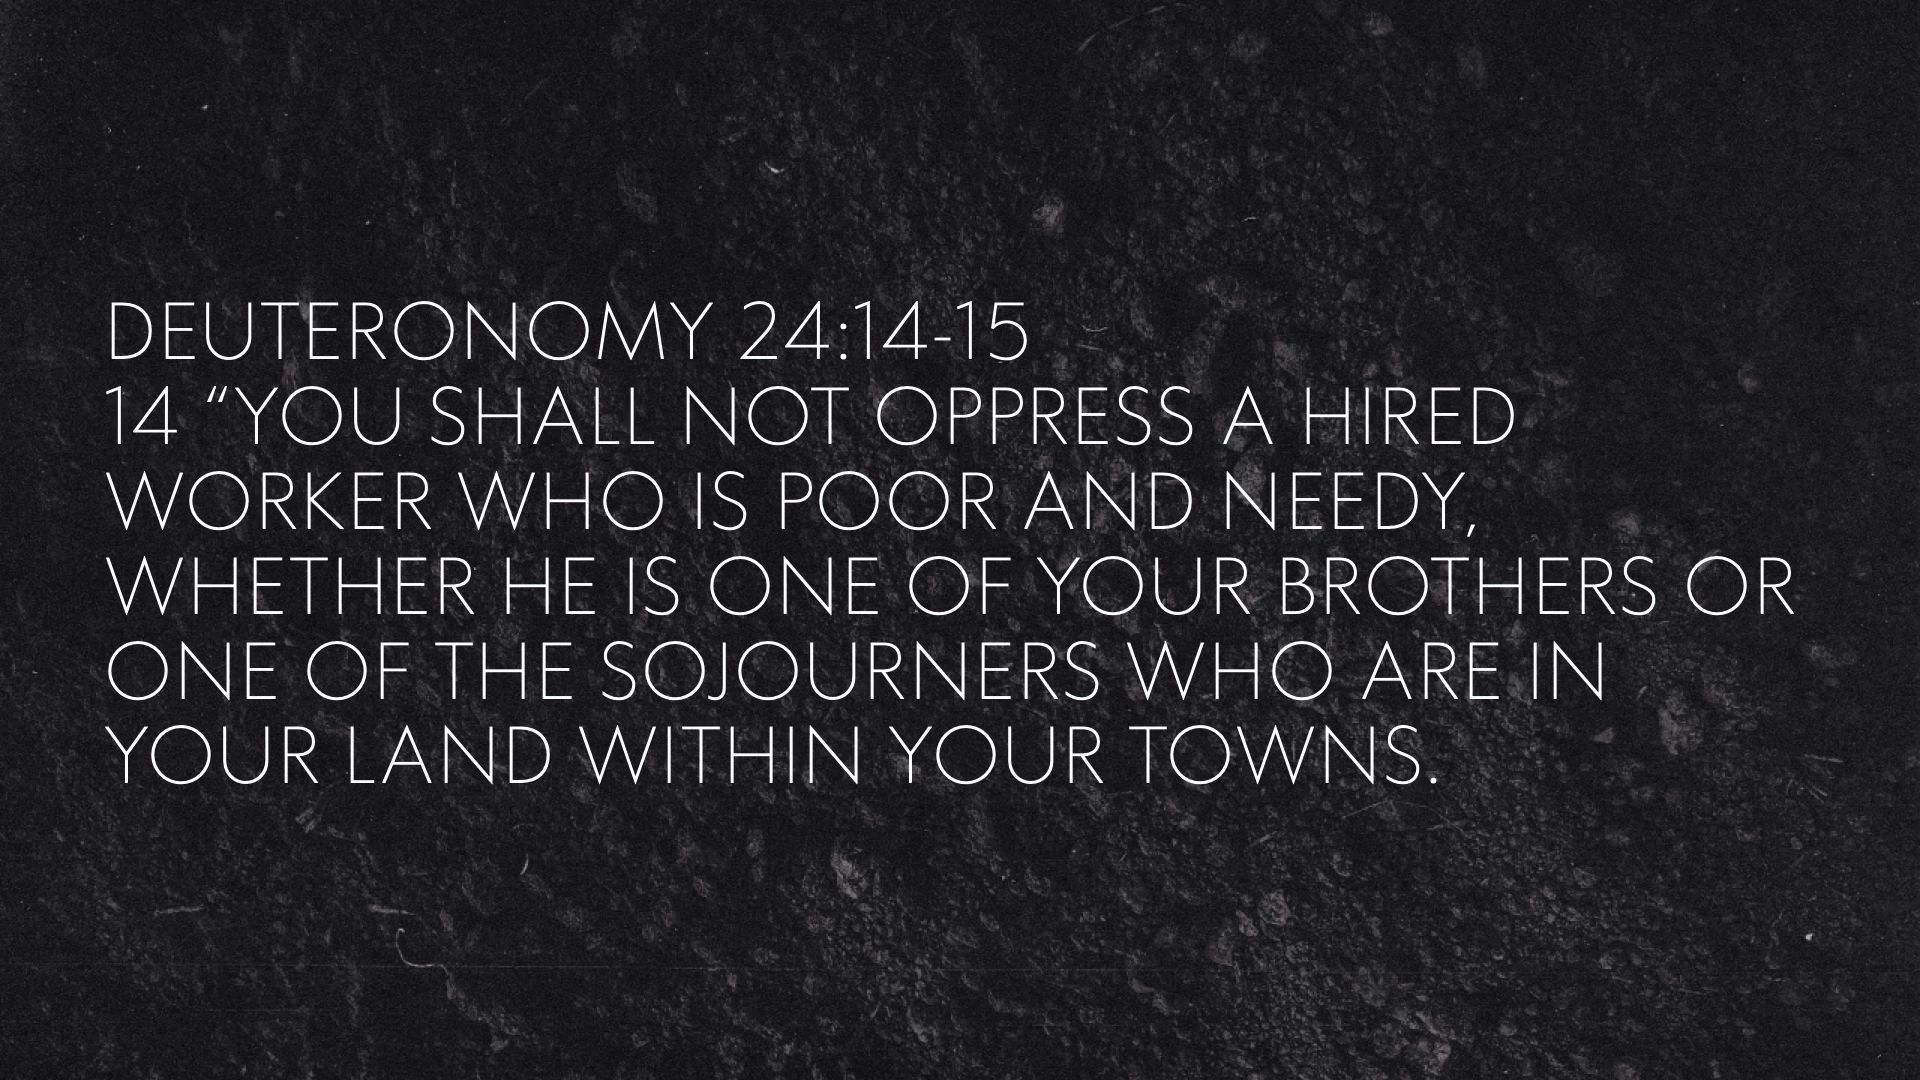 DEUTERONOMY 24:14-15
14 “YOU SHALL NOT OPPRESS A HIRED
WORKER WHO IS POOR AND NEEDY,
WHETHER HE IS ONE OF YOUR BROTHERS OR
ONE OF THE SOJOURNERS WHO ARE IN
YOUR LAND WITHIN YOUR TOWNS.